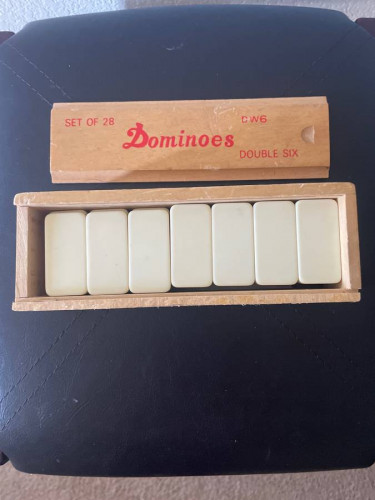 SET OF 28
DW6
Dominoes
DOUBLE SIX